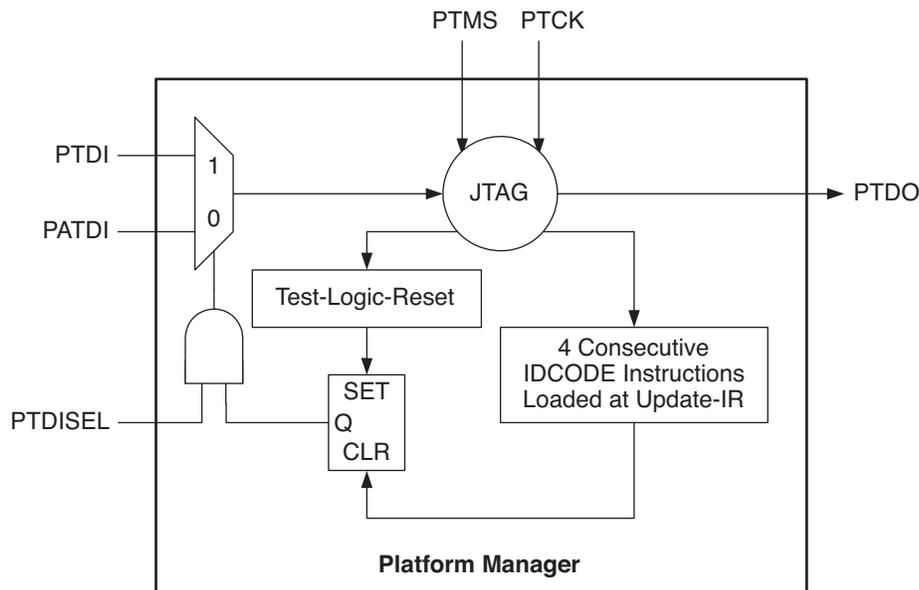 PTMS PTCK
PTDI
1
JTAG
PTDO
0
PATDI
Test-Logic-Reset
4 Consecutive
IDCODE Instructions
Loaded at Update-IR
SET
PTDISEL
Q
CLR
Platform Manager